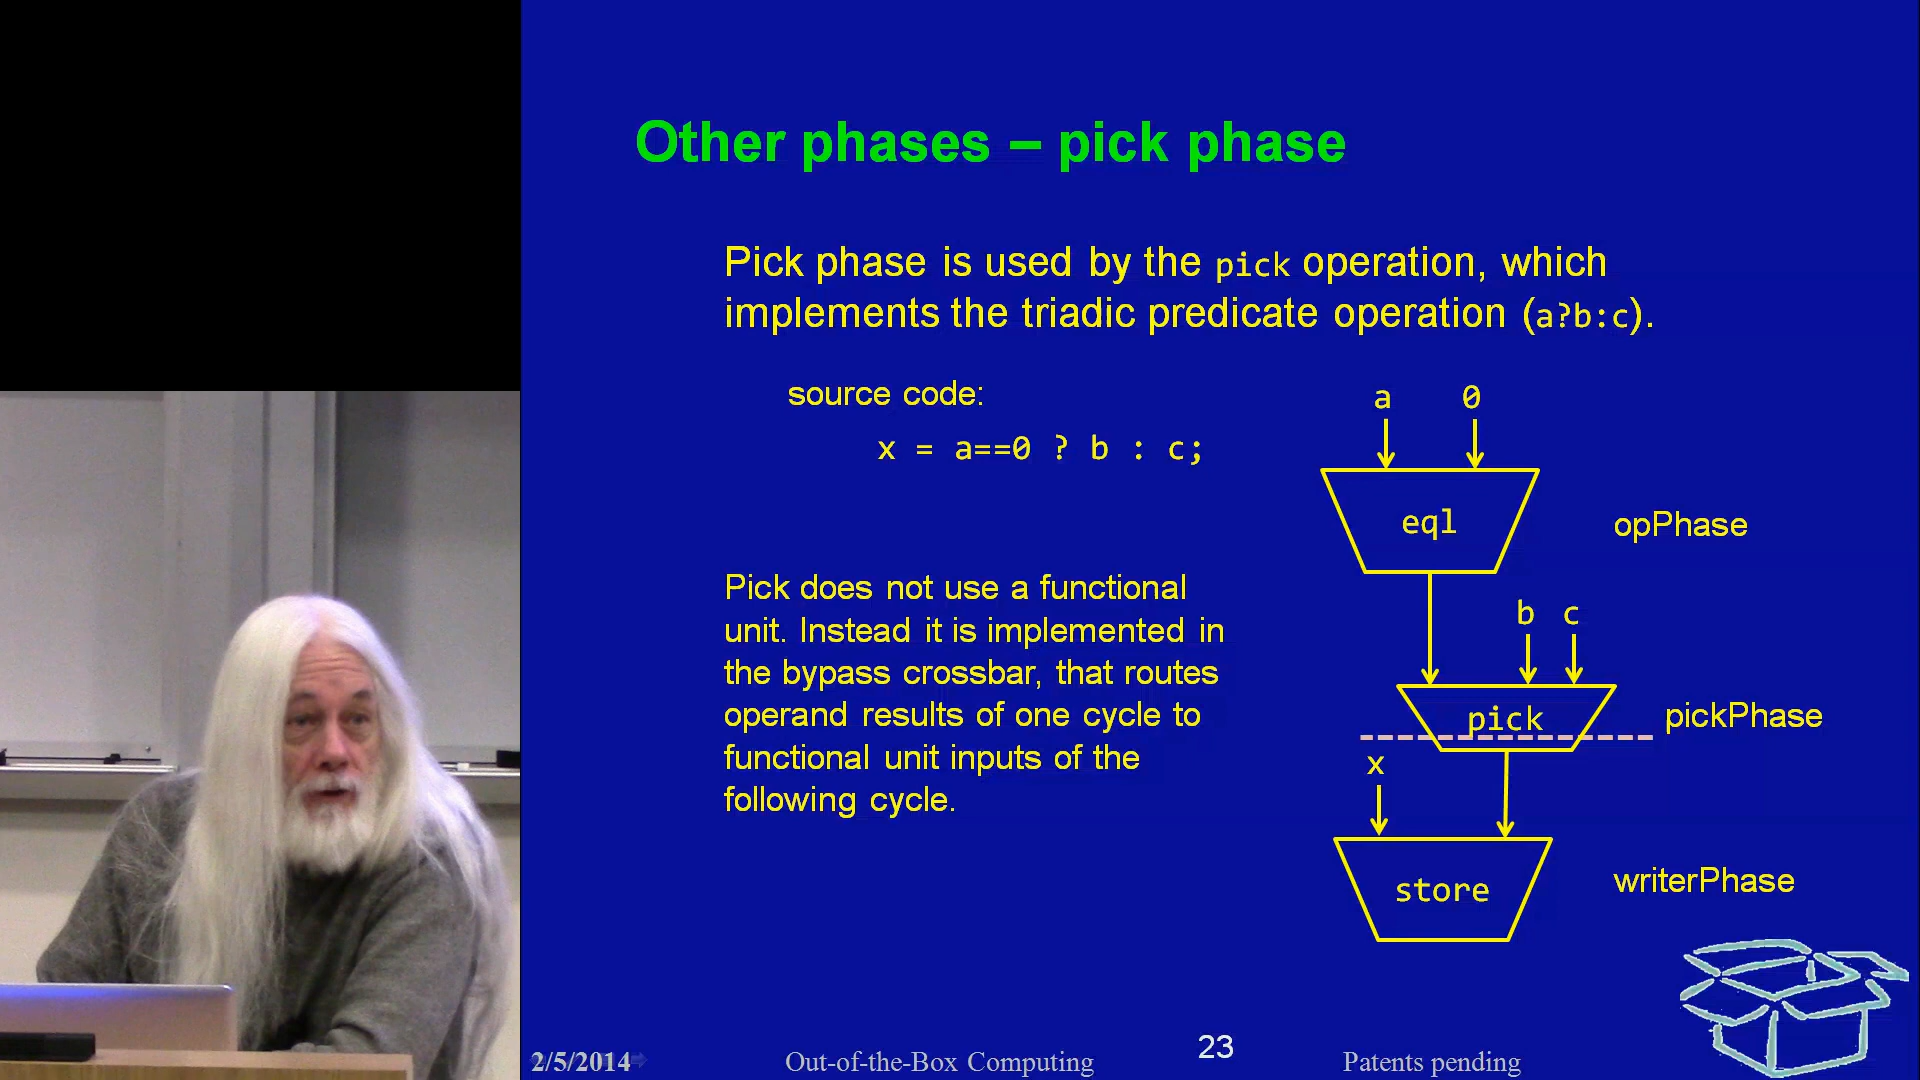 Other phases – pick phase
Pick phase is used by the pick operation, which
implements the triadic predicate operation (a?b:c).
source code:
x = a==0 ? b : c;
Pick does not use a functional
unit. Instead it is implemented in
the bypass crossbar, that routes
operand results of one cycle to
functional unit inputs of the
following cycle.
a 0
eql
opPhase
b c
pick
pickPhase
x
store
writerPhase
2/5/2014
Out-of-the-Box Computing
23
Patents pending